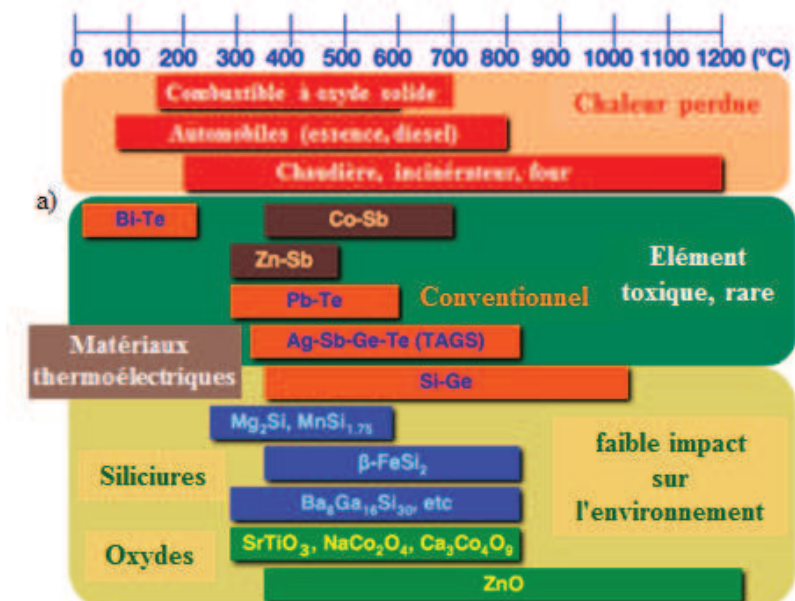 0 100 200 300 400 500 600 700 800 900 1000 1100 1200 (°C)
Combustible à oxyde solide
Chaleur perdue
Automobiles (essence, diesel)
Chaudière, incinérateur, four
a)
Bi-Te
Co-Sb
Zn-Sb
Elément
toxique, rare
Pb-Te
Conventionnel
Ag-Sb-Ge-Te (TAGS)
Matériaux
thermoélectriques
Si-Ge
Mg₂Si, MnSi₁.₇₅
faible impact
sur
l'environnement
β-FeSi₂
Siliciures
Ba₈Ga₁₆Si₃₀, etc
SrTiO₃, NaCo₂O₄, Ca₃Co₄O₉
Oxydes
ZnO